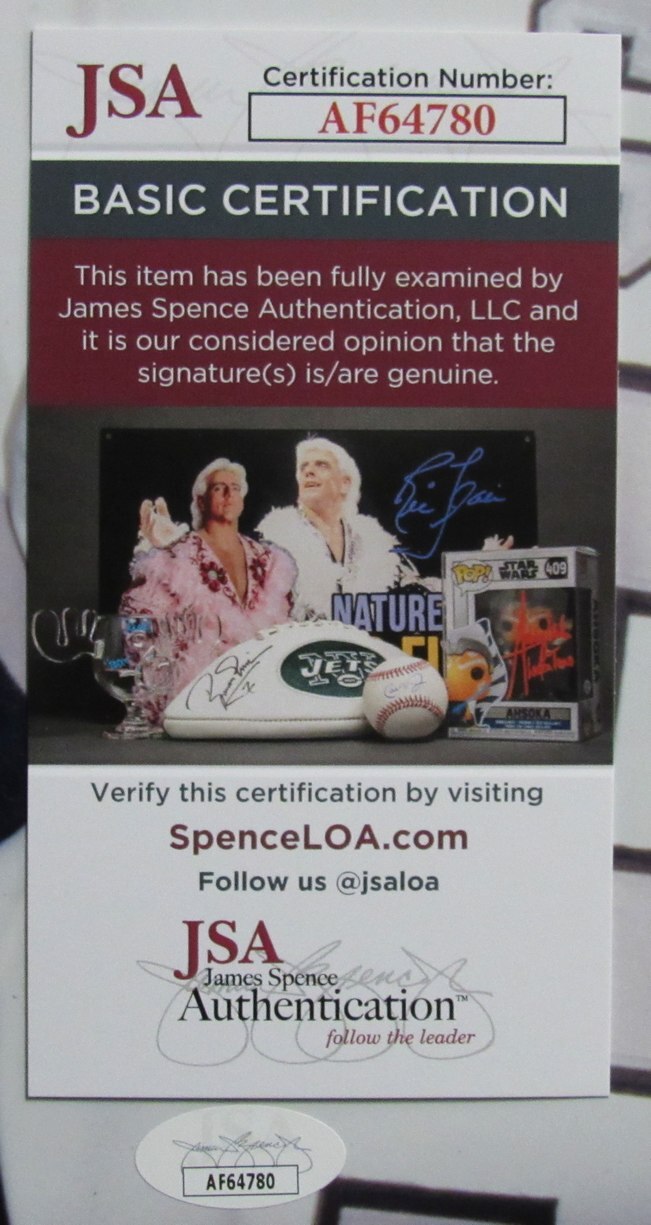 JSA
Certification Number:
AF64780
BASIC CERTIFICATION
This item has been fully examined by
James Spence Authentication, LLC and
it is our considered opinion that the
signature(s) is/are genuine.
Ric Flair
NATURE
POP!
STAR
WARS
409
JETS
AHSOKA
Verify this certification by visiting
SpenceLOA.com
Follow us @jsaloa
JSA
James Spence
Authentication™
follow the leader
AF64780